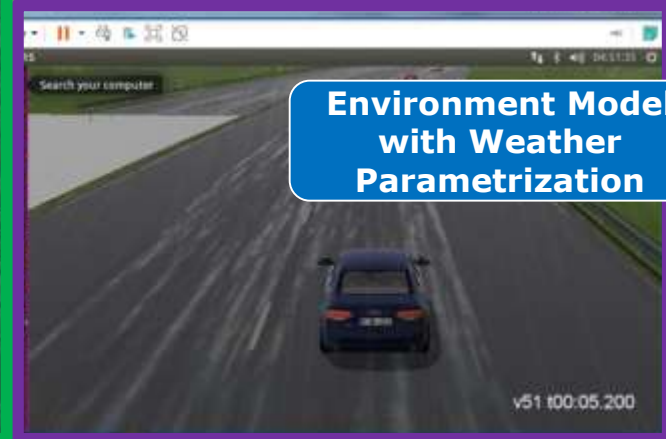 Search your computer
Environment Model
with Weather
Parametrization
v51 t00:05.200